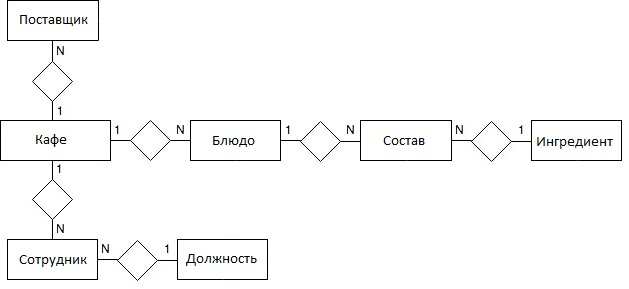 Поставщик
N
1
Кафе
1
N
Блюдо
1
N
Состав
N
1
Ингредиент
1
N
Сотрудник
N
1
Должность